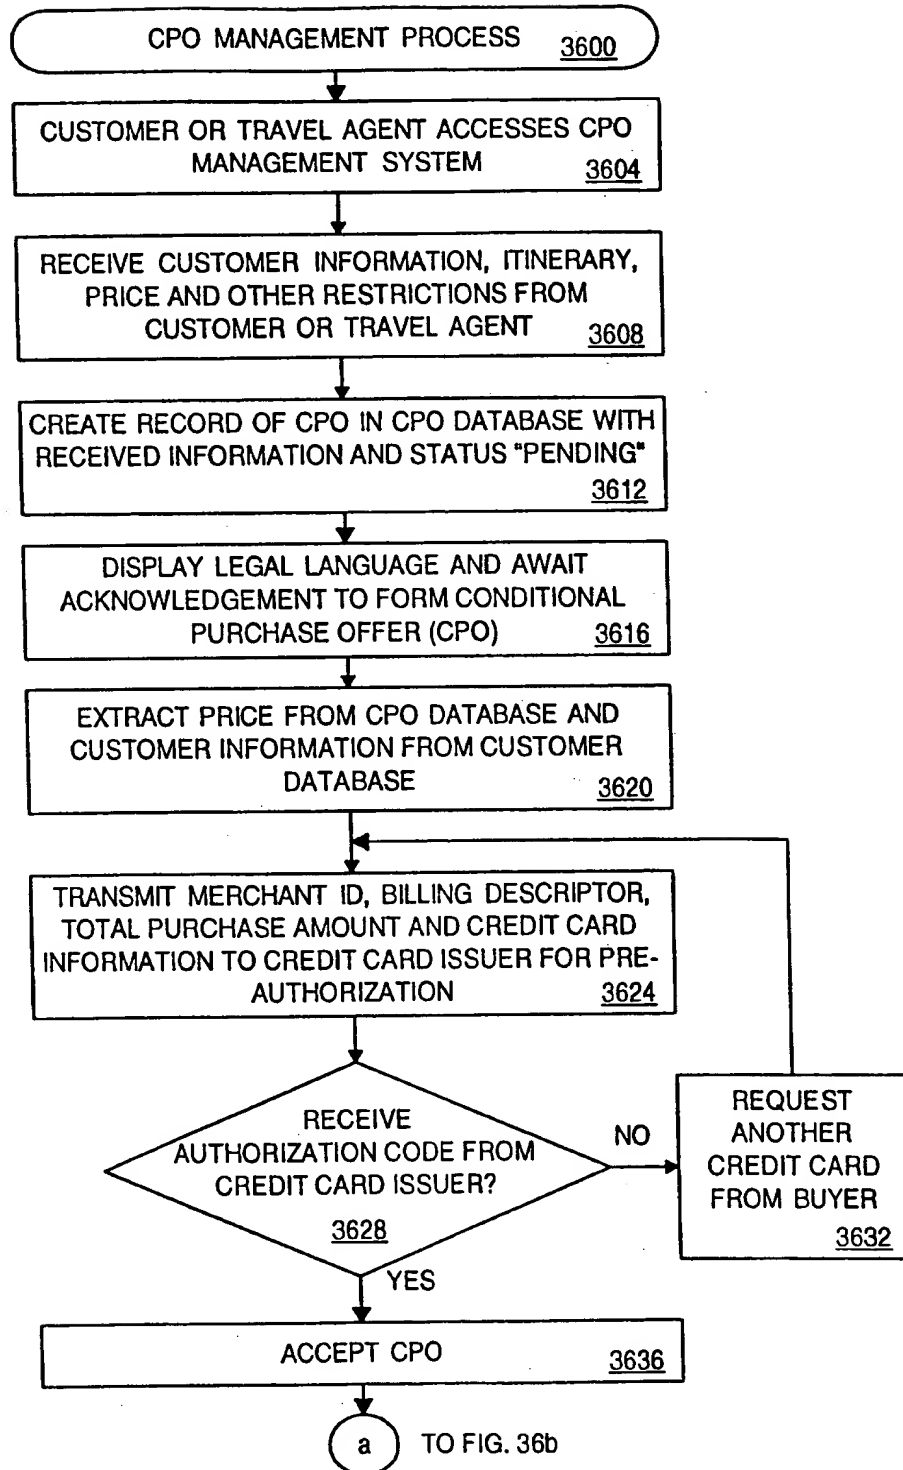 CPO MANAGEMENT PROCESS 3600
CUSTOMER OR TRAVEL AGENT ACCESSES CPO
MANAGEMENT SYSTEM 3604
RECEIVE CUSTOMER INFORMATION, ITINERARY,
PRICE AND OTHER RESTRICTIONS FROM
CUSTOMER OR TRAVEL AGENT 3608
CREATE RECORD OF CPO IN CPO DATABASE WITH
RECEIVED INFORMATION AND STATUS "PENDING"
3612
DISPLAY LEGAL LANGUAGE AND AWAIT
ACKNOWLEDGEMENT TO FORM CONDITIONAL
PURCHASE OFFER (CPO) 3616
EXTRACT PRICE FROM CPO DATABASE AND
CUSTOMER INFORMATION FROM CUSTOMER
DATABASE 3620
TRANSMIT MERCHANT ID, BILLING DESCRIPTOR,
TOTAL PURCHASE AMOUNT AND CREDIT CARD
INFORMATION TO CREDIT CARD ISSUER FOR PRE-
AUTHORIZATION 3624
RECEIVE
AUTHORIZATION CODE FROM
CREDIT CARD ISSUER?
3628
NO
REQUEST
ANOTHER
CREDIT CARD
FROM BUYER
3632
YES
ACCEPT CPO 3636
a TO FIG. 36b